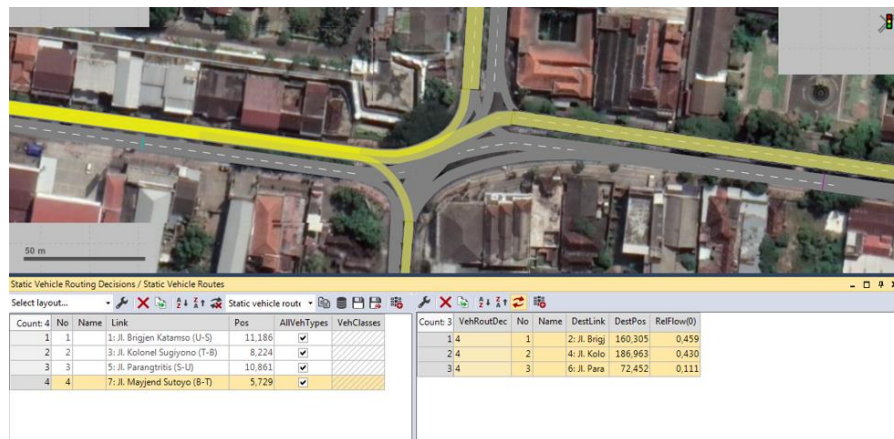 50 m
Static Vehicle Routing Decisions / Static Vehicle Routes
Select layout... Static vehicle route
Count: 4 No Name Link Pos AllVehTypes VehClasses
1 1 1: Jl. Brigjen Katamso (U-S) 11,186
2 2 3: Jl. Kolonel Sugiyono (T-B) 8,224
3 3 5: Jl. Parangtritis (S-U) 10,861
4 4 7: Jl. Mayjend Sutoyo (B-T) 5,729
Count: 3 VehRoutDec No Name DestLink DestPos RelFlow(0)
1 4 1 2: Jl. Brigj 160,305 0,459
2 4 2 4: Jl. Kolo 186,963 0,430
3 4 3 6: Jl. Para 72,452 0,111